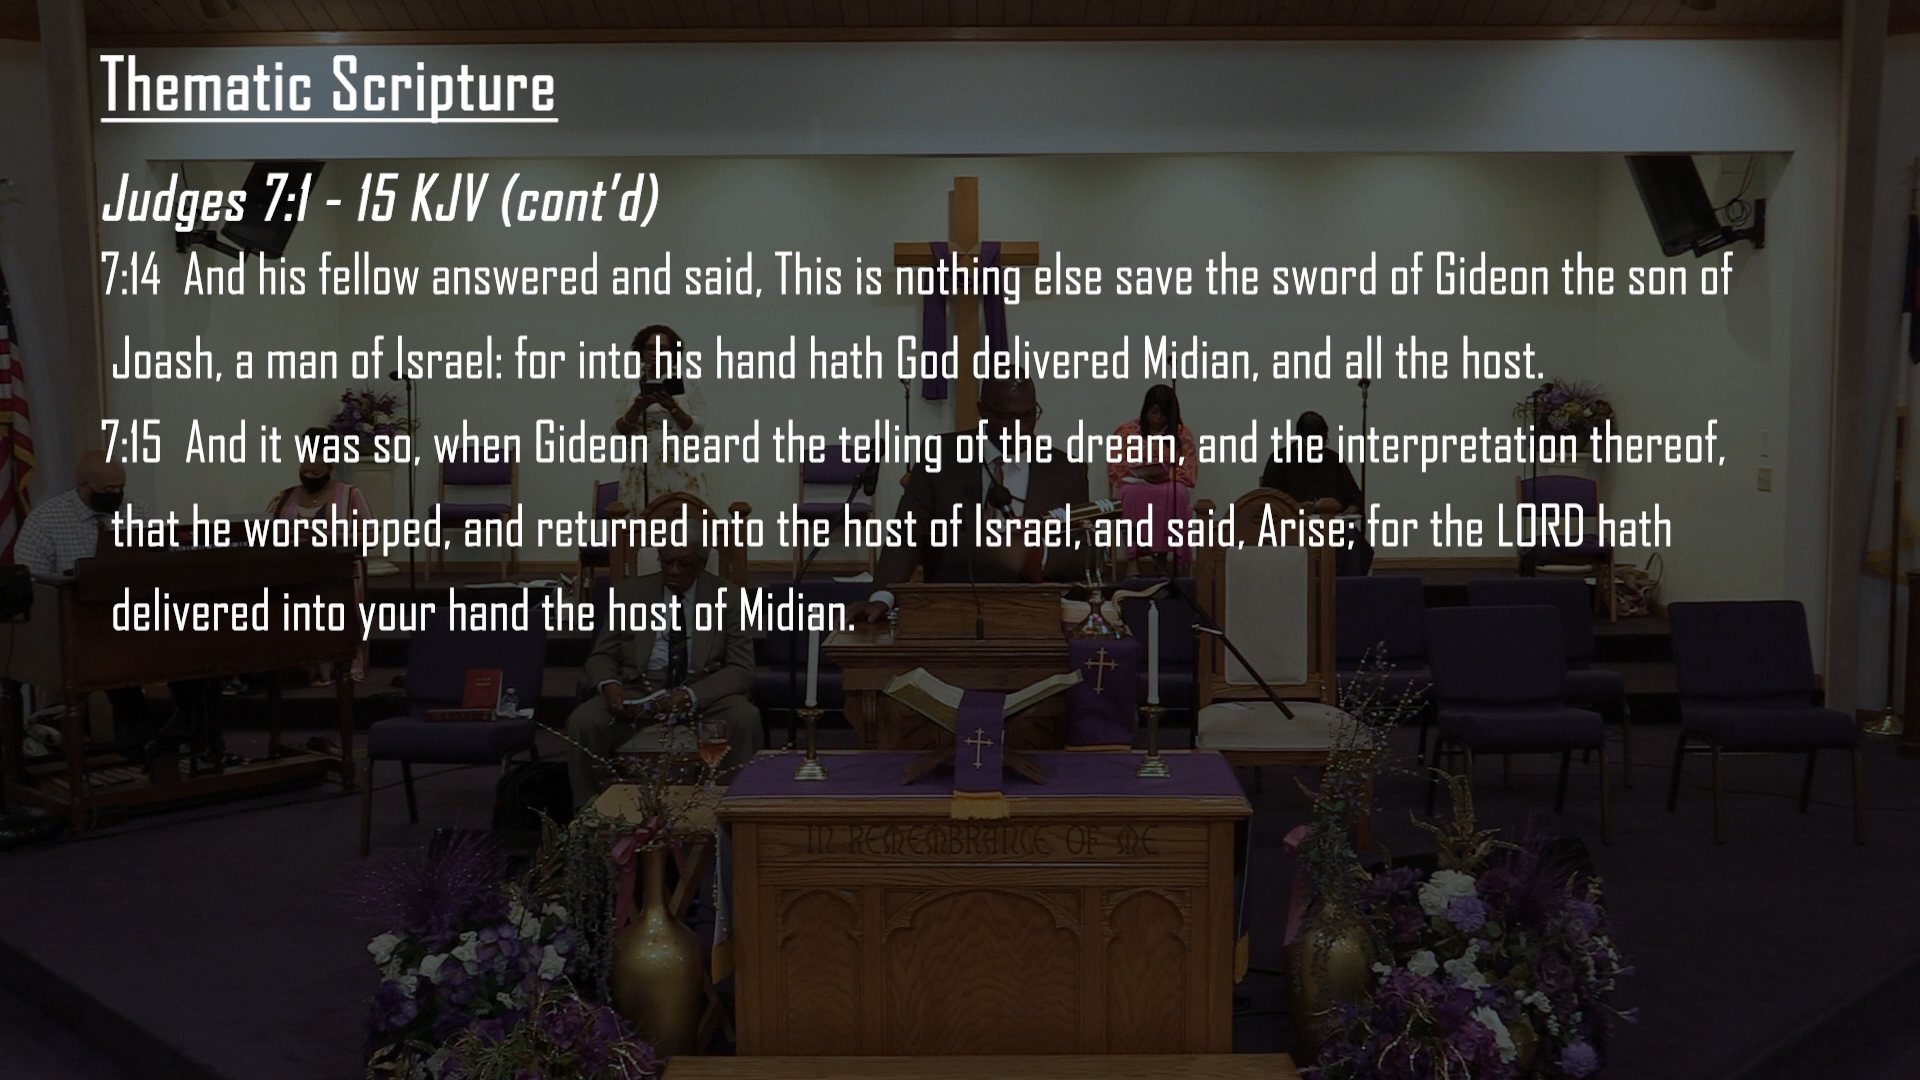 Thematic Scripture
Judges 7:1 - 15 KJV (cont'd)
7:14 And his fellow answered and said, This is nothing else save the sword of Gideon the son of
Joash, a man of Israel: for into his hand hath God delivered Midian, and all the host.
7:15 And it was so, when Gideon heard the telling of the dream, and the interpretation thereof,
that he worshipped, and returned into the host of Israel, and said, Arise; for the LORD hath
delivered into your hand the host of Midian.
IN REMEMBRANCE OF ME